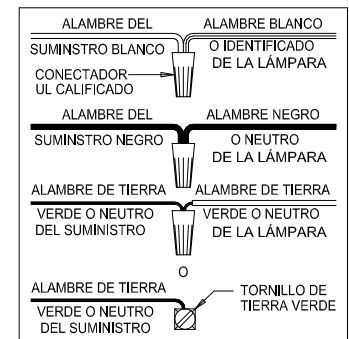 ALAMBRE DEL ALAMBRE BLANCO
SUMINSTRO BLANCO O IDENTIFICADO
DE LA LÁMPARA
CONECTADOR
UL CALIFICADO
ALAMBRE DEL ALAMBRE NEGRO
SUMINSTRO NEGRO O NEUTRO
DE LA LÁMPARA
ALAMBRE DE TIERRA ALAMBRE DE TIERRA
VERDE O NEUTRO VERDE O NEUTRO
DEL SUMINISTRO DE LA LÁMPARA
O
ALAMBRE DE TIERRA
TORNILLO DE
TIERRA VERDE
VERDE O NEUTRO
DEL SUMINISTRO